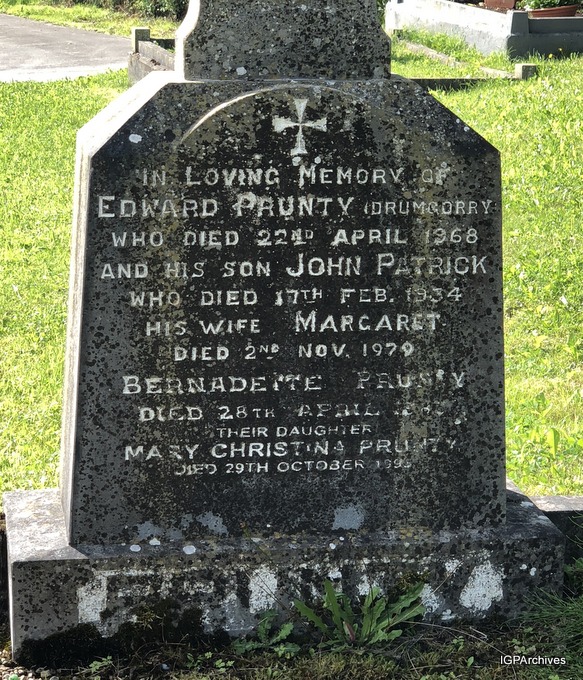 IN LOVING MEMORY OF
EDWARD PRUNTY (DRUMGORRY
WHO DIED 22ND APRIL 1968
AND HIS SON JOHN PATRICK
WHO DIED 17TH FEB. 1934
HIS WIFE MARGARET
DIED 2ND NOV. 1979
BERNADETTE PRUNTY
DIED 28TH APRIL
THEIR DAUGHTER
MARY CHRISTINA PRUNTY
DIED 29TH OCTOBER
IGPArchives